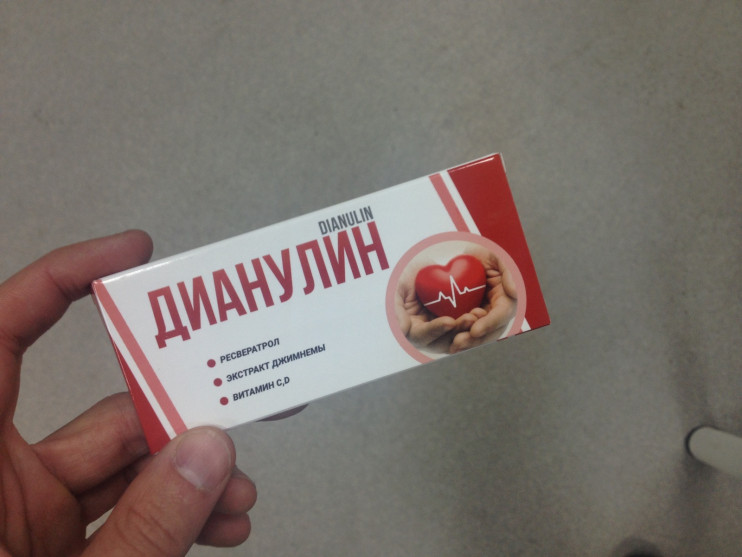 DIANULIN
ДИАНУЛИН
РЕСВЕРАТРОЛ
ЭКСТРАКТ ДЖИМНЕМЫ
ВИТАМИН C,D